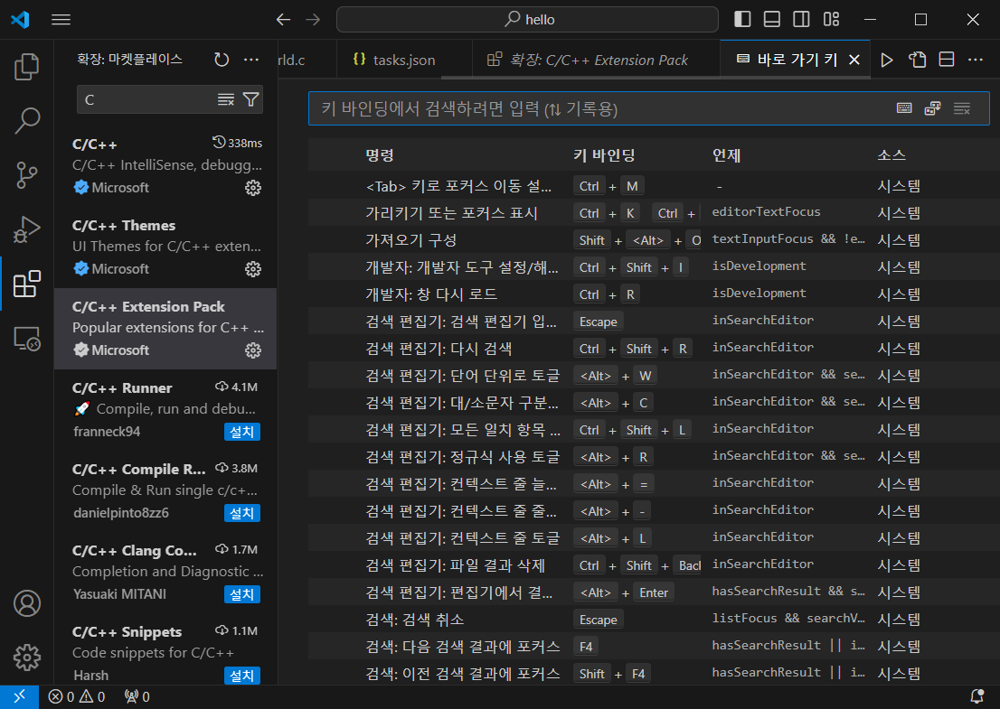 hello
확장: 마켓플레이스
rld.c
tasks.json
확장: C/C++ Extension Pack
바로 가기 키
C
C/C++ 338ms
C/C++ IntelliSense, debugg...
Microsoft
C/C++ Themes
UI Themes for C/C++ exten...
Microsoft
C/C++ Extension Pack
Popular extensions for C++ ...
Microsoft
C/C++ Runner 4.1M
🚀 Compile, run and debu...
franneck94 설치
C/C++ Compile R... 3.8M
Compile & Run single c/c+...
danielpinto8zz6 설치
C/C++ Clang Co... 1.7M
Completion and Diagnostic ...
Yasuaki MITANI 설치
C/C++ Snippets 1.1M
Code snippets for C/C++
Harsh 설치
키 바인딩에서 검색하려면 입력 (⇅ 기록용)
명령 키 바인딩 언제 소스
<Tab> 키로 포커스 이동 설... Ctrl + M - 시스템
가리키기 또는 포커스 표시 Ctrl + K Ctrl + editorTextFocus 시스템
가져오기 구성 Shift + <Alt> + O textInputFocus && !e... 시스템
개발자: 개발자 도구 설정/해... Ctrl + Shift + I isDevelopment 시스템
개발자: 창 다시 로드 Ctrl + R isDevelopment 시스템
검색 편집기: 검색 편집기 입... Escape inSearchEditor 시스템
검색 편집기: 다시 검색 Ctrl + Shift + R inSearchEditor 시스템
검색 편집기: 단어 단위로 토글 <Alt> + W inSearchEditor && se... 시스템
검색 편집기: 대/소문자 구분... <Alt> + C inSearchEditor && se... 시스템
검색 편집기: 모든 일치 항목 ... Ctrl + Shift + L inSearchEditor 시스템
검색 편집기: 정규식 사용 토글 <Alt> + R inSearchEditor && se... 시스템
검색 편집기: 컨텍스트 줄 늘... <Alt> + = inSearchEditor 시스템
검색 편집기: 컨텍스트 줄 줄... <Alt> + - inSearchEditor 시스템
검색 편집기: 컨텍스트 줄 토글 <Alt> + L inSearchEditor 시스템
검색 편집기: 파일 결과 삭제 Ctrl + Shift + Back inSearchEditor 시스템
검색 편집기: 편집기에서 결... <Alt> + Enter hasSearchResult && s... 시스템
검색: 검색 취소 Escape listFocus && searchV... 시스템
검색: 다음 검색 결과에 포커스 F4 hasSearchResult || i... 시스템
검색: 이전 검색 결과에 포커스 Shift + F4 hasSearchResult || i... 시스템
0 0 0